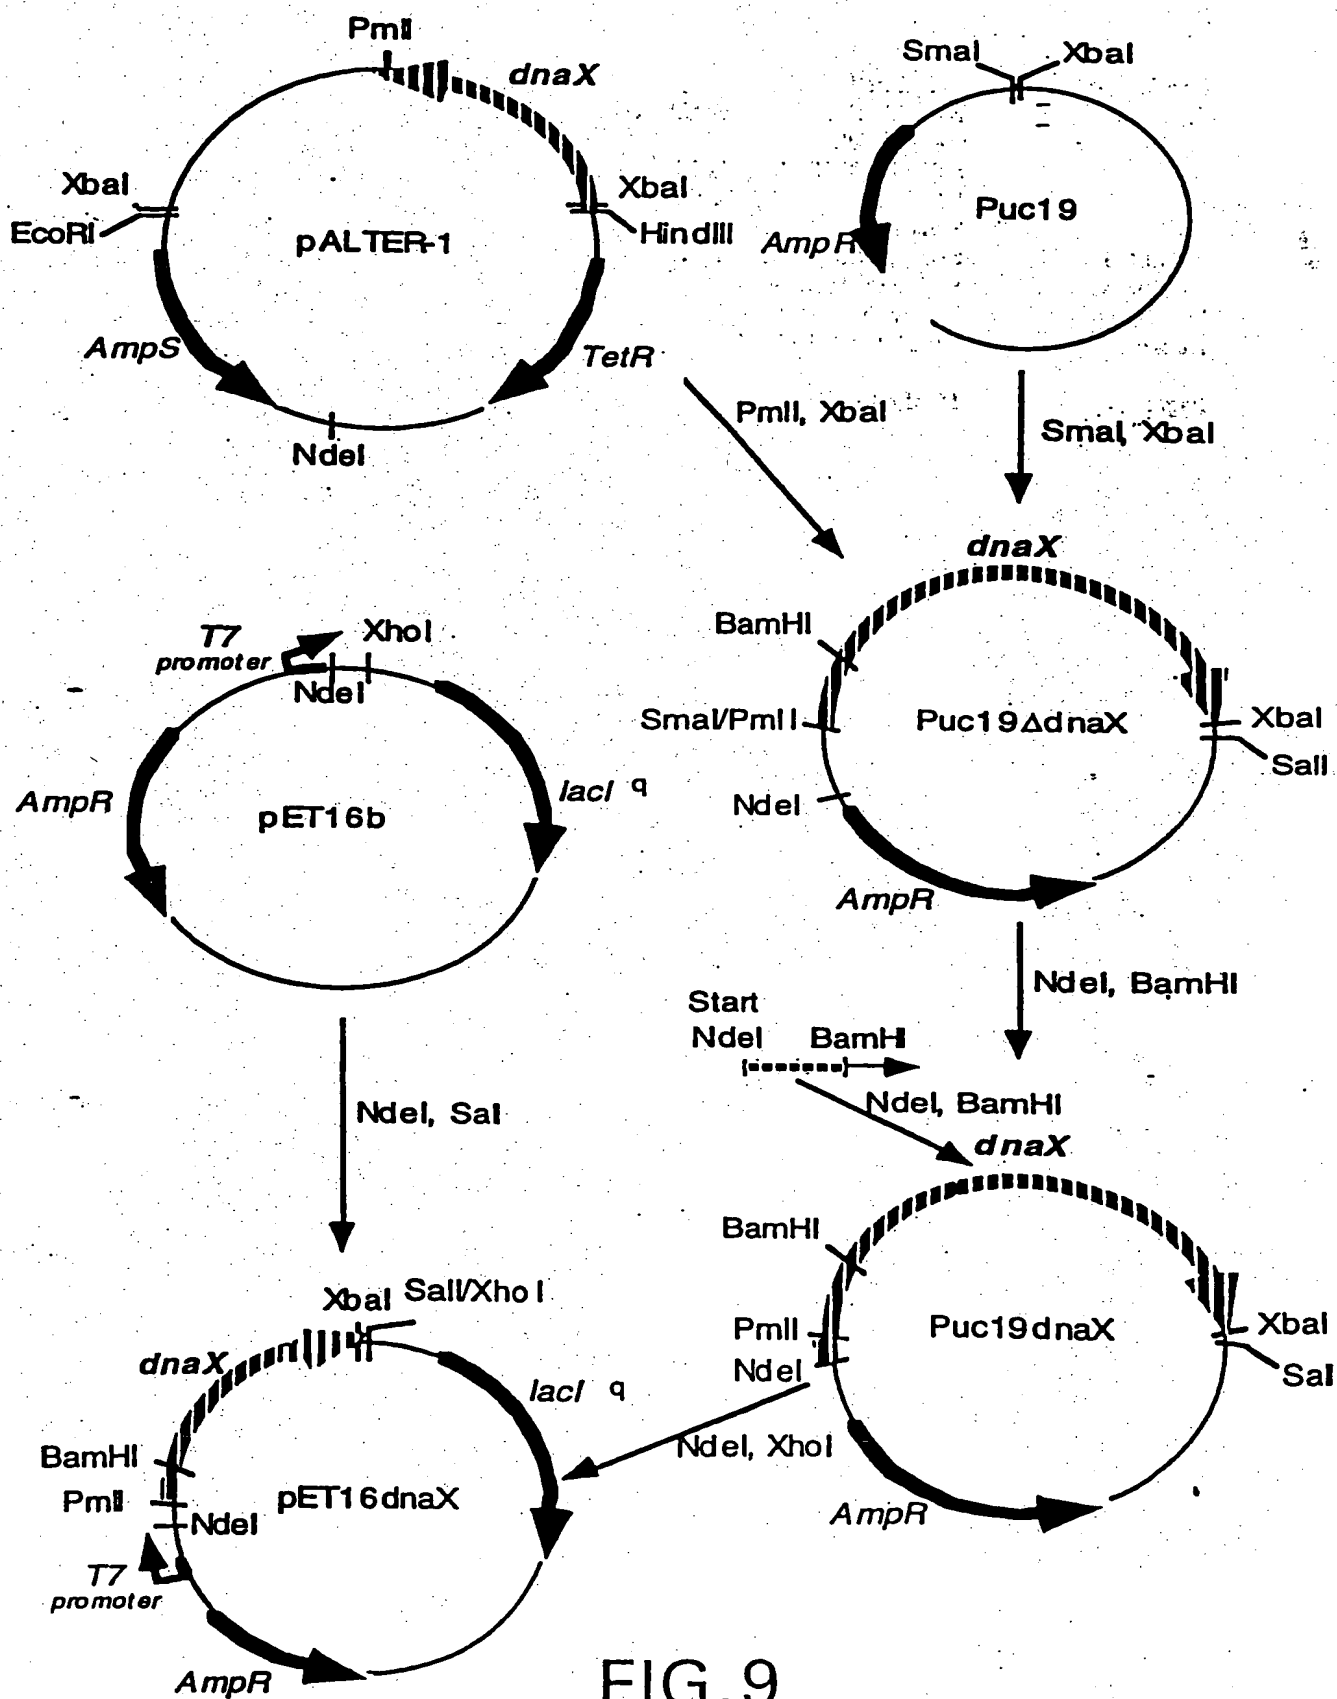 PmlI
dnaX
XbaI
EcoRI
pALTER-1
XbaI
HindIII
AmpS
TetR
NdeI
SmaI
XbaI
Puc19
AmpR
PmlI, XbaI
SmaI, XbaI
dnaX
BamHI
SmaI/PmlI
Puc19ΔdnaX
XbaI
SalI
NdeI
AmpR
T7
promoter
XhoI
NdeI
AmpR
pET16b
lacI q
NdeI, BamHI
Start
NdeI BamHI
NdeI, BamHI
NdeI, SalI
dnaX
BamHI
PmlI
NdeI
Puc19dnaX
XbaI
SalI
AmpR
NdeI, XhoI
XbaI SalI/XhoI
dnaX
lacI q
BamHI
PmlI
NdeI
pET16dnaX
T7
promoter
AmpR
FIG.9